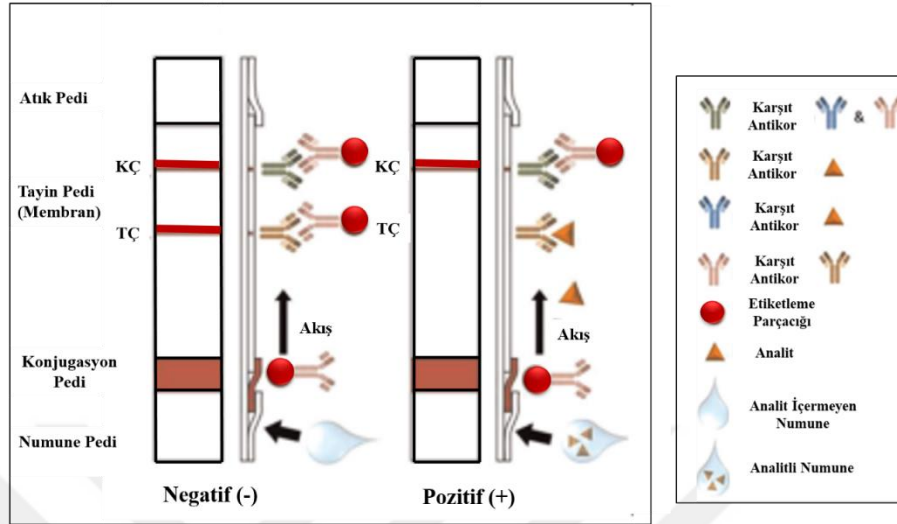 Atık Pedi
KÇ
KÇ
Tayin Pedi
(Membran)
TÇ
TÇ
Akış
Akış
Konjugasyon
Pedi
Numune Pedi
Negatif (-)
Pozitif (+)
Karşıt
Antikor
&
Karşıt
Antikor
Karşıt
Antikor
Karşıt
Antikor
Etiketleme
Parçacığı
Analit
Analit İçermeyen
Numune
Analitli Numune